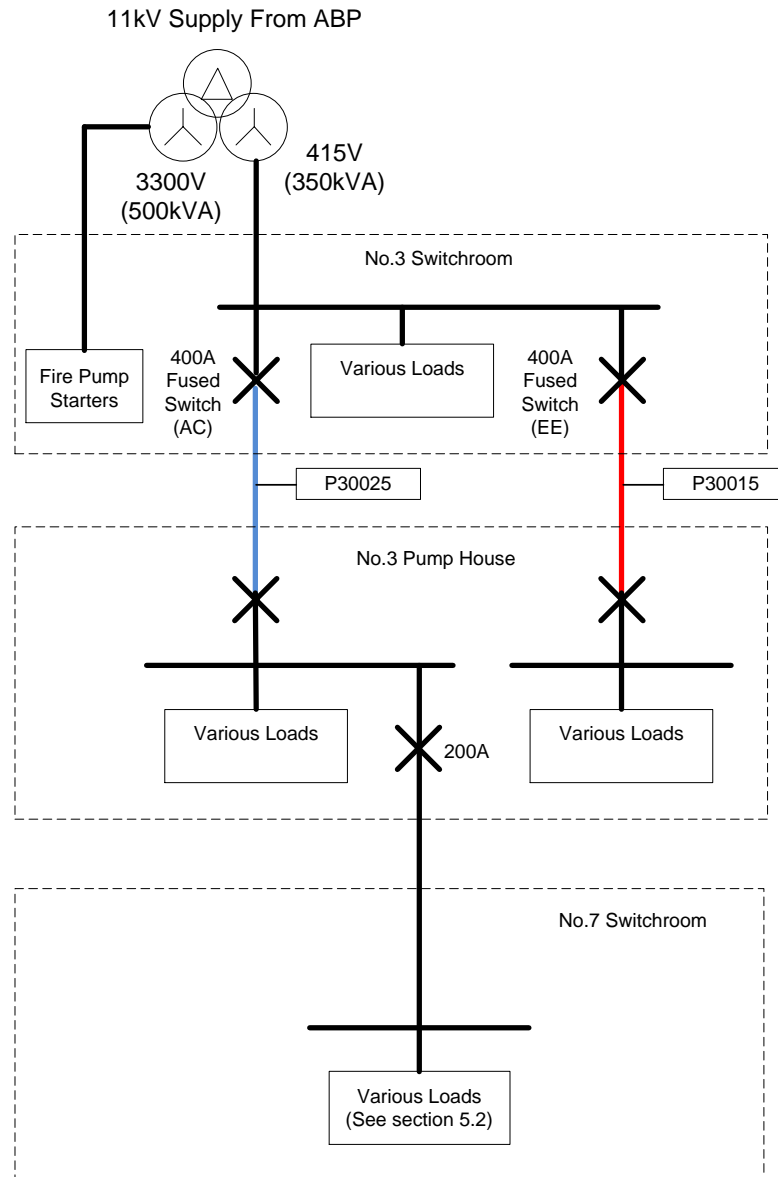 11kV Supply From ABP
415V
(350kVA)
3300V
(500kVA)
No.3 Switchroom
Fire Pump
Starters
400A
Fused
Switch
(AC)
Various Loads
400A
Fused
Switch
(EE)
P30025
P30015
No.3 Pump House
Various Loads
200A
Various Loads
No.7 Switchroom
Various Loads
(See section 5.2)